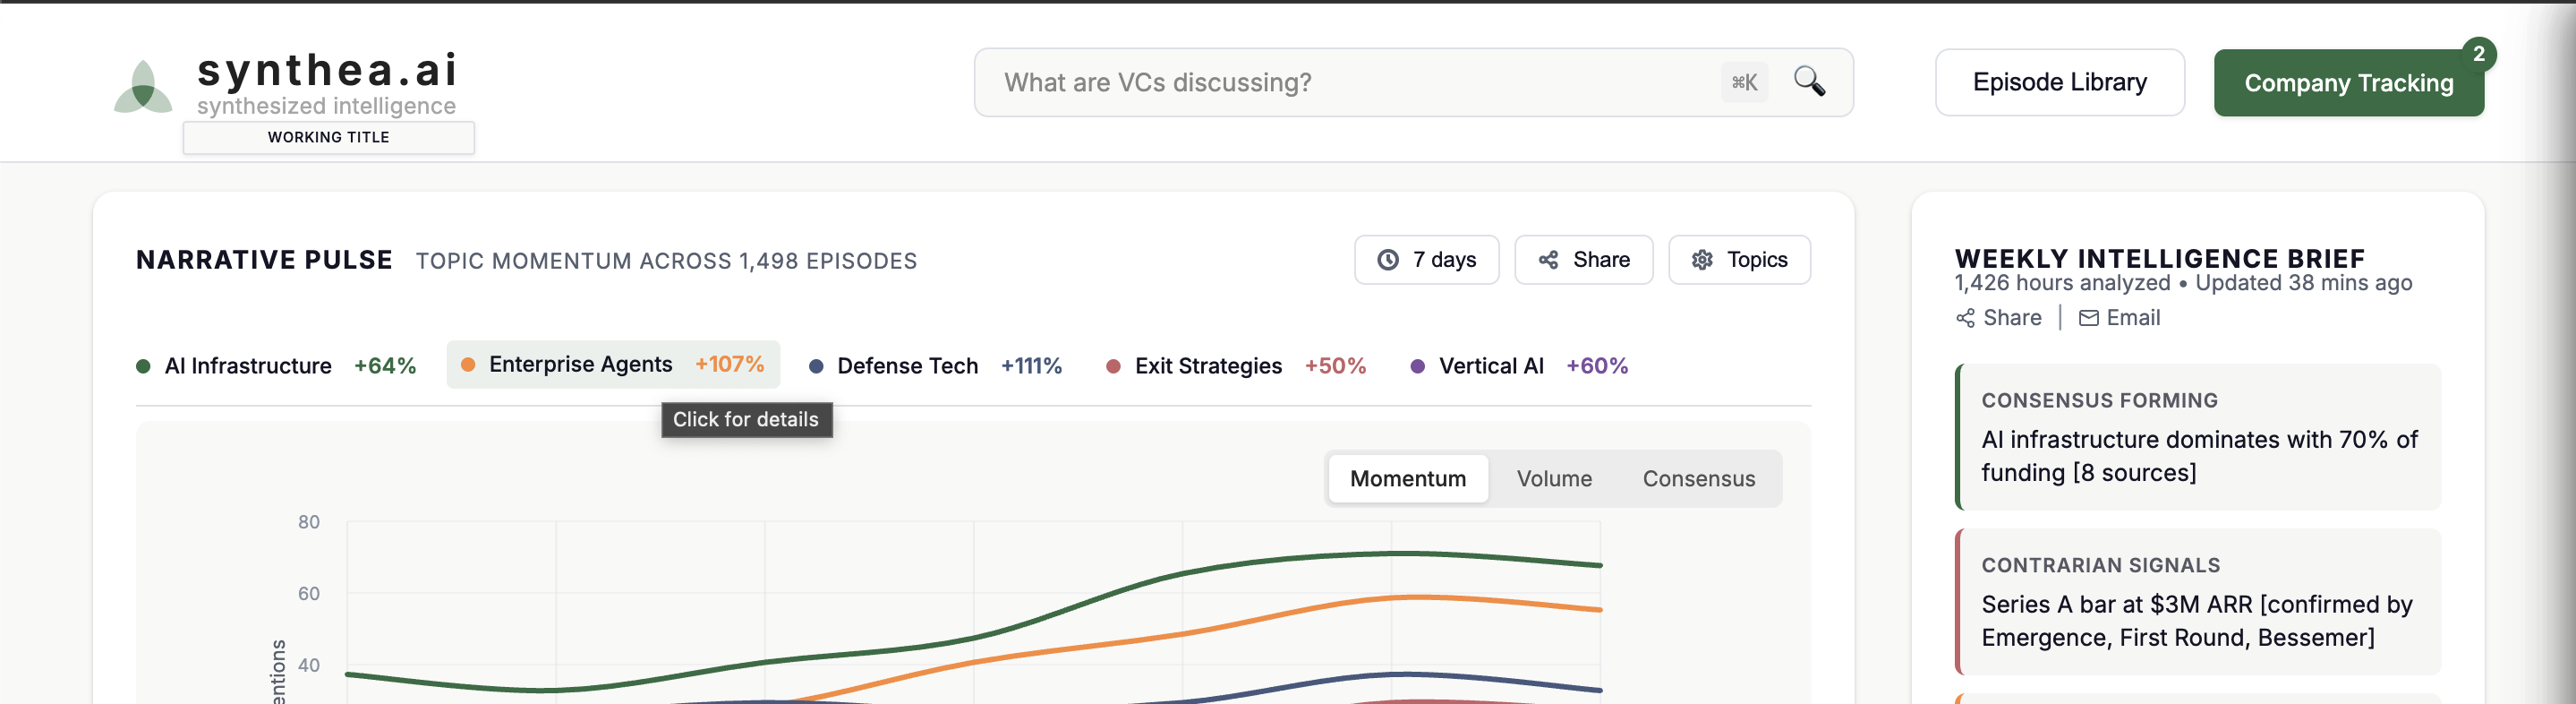 synthea.ai
synthesized intelligence
WORKING TITLE
What are VCs discussing?
⌘K
Episode Library
Company Tracking
2
NARRATIVE PULSE TOPIC MOMENTUM ACROSS 1,498 EPISODES
7 days
Share
Topics
AI Infrastructure +64%
Enterprise Agents +107%
Defense Tech +111%
Exit Strategies +50%
Vertical AI +60%
Click for details
Momentum
Volume
Consensus
80
60
40
WEEKLY INTELLIGENCE BRIEF
1,426 hours analyzed • Updated 38 mins ago
Share | Email
CONSENSUS FORMING
AI infrastructure dominates with 70% of
funding [8 sources]
CONTRARIAN SIGNALS
Series A bar at $3M ARR [confirmed by
Emergence, First Round, Bessemer]